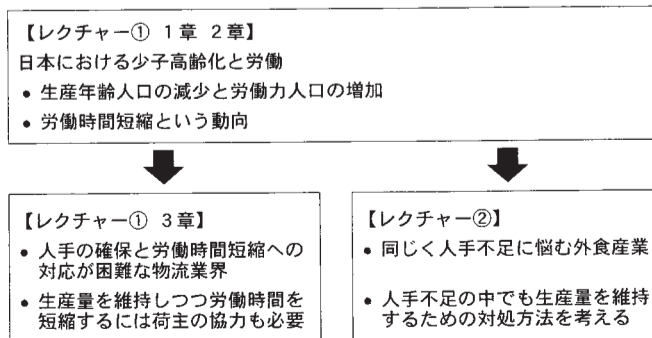 【レクチャー① 1章 2章】
日本における少子高齢化と労働
● 生産年齢人口の減少と労働力人口の増加
● 労働時間短縮という動向
【レクチャー① 3章】
● 人手の確保と労働時間短縮への
対応が困難な物流業界
● 生産量を維持しつつ労働時間を
短縮するには荷主の協力も必要
【レクチャー②】
● 同じく人手不足に悩む外食産業
● 人手不足の中でも生産量を維持
するための対処方法を考える